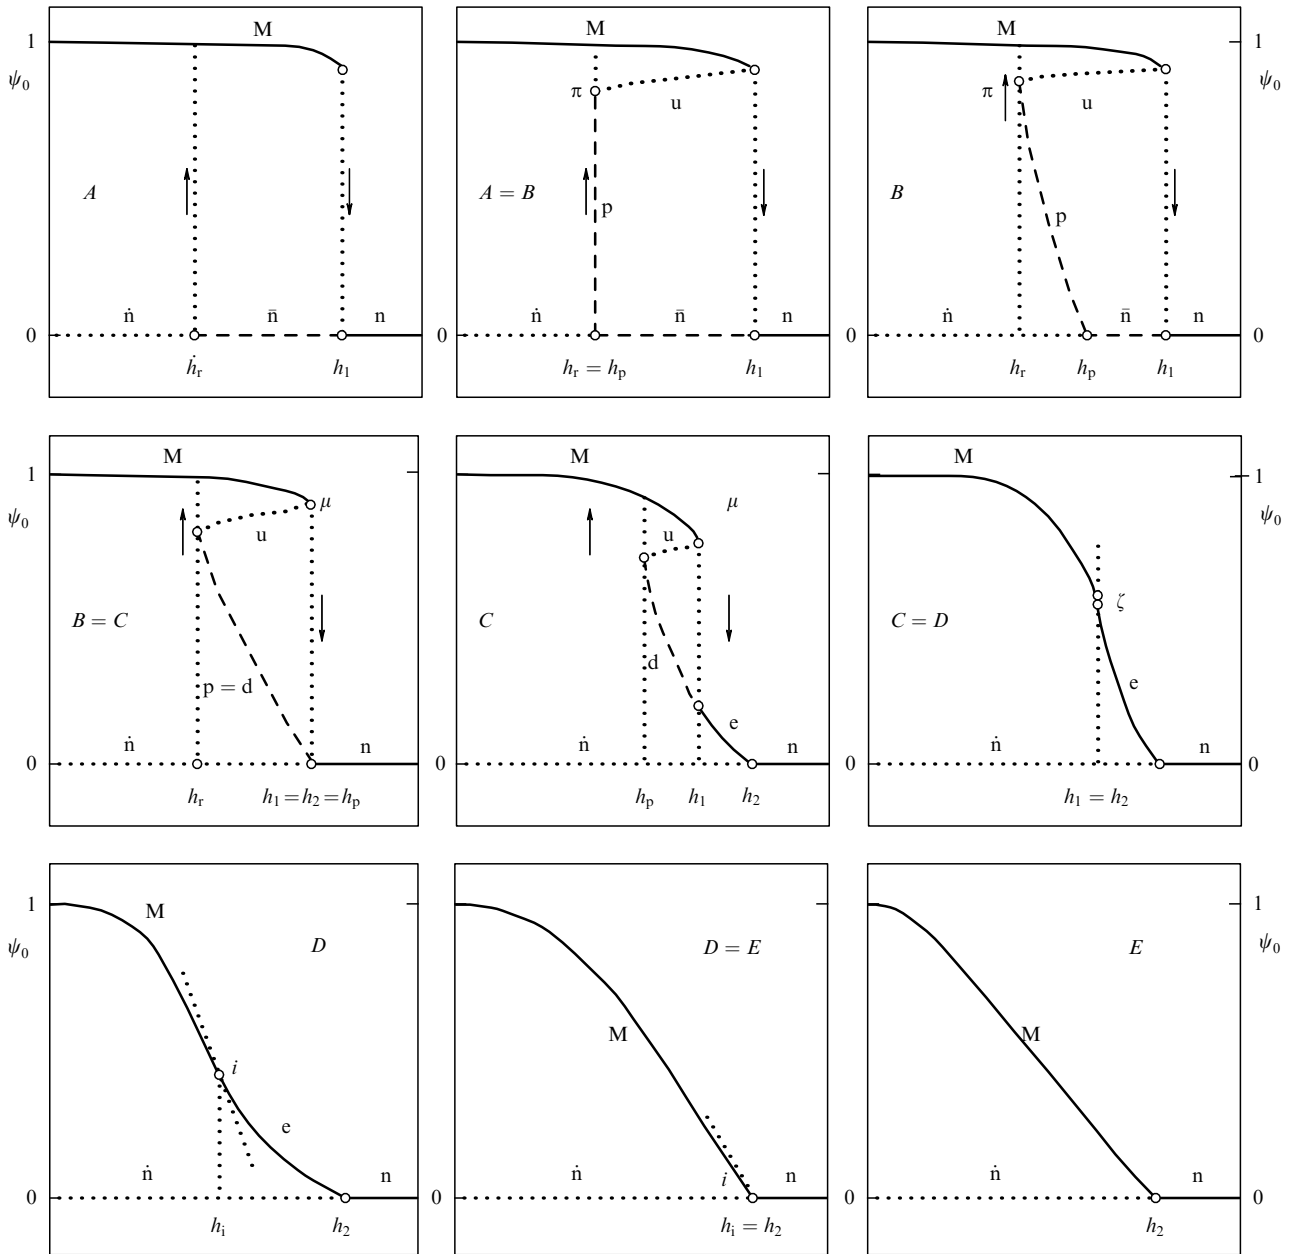 M M M
1 1
ψ₀ π u π u ψ₀
A A = B B
p p
ṅ n̄ n ṅ n̄ n ṅ n̄ n
0 0
ḣᵣ h₁ hᵣ = hₚ h₁ hᵣ hₚ h₁
M M M
1 1
ψ₀ μ μ ψ₀
u u
B = C C C = D ζ
p = d d e e
ṅ n ṅ n ṅ n
0 0 0 0
hᵣ h₁ = h₂ = hₚ hₚ h₁ h₂ h₁ = h₂
1 M 1
ψ₀ D D = E E ψ₀
M M
i
e
ṅ n ṅ i n ṅ n
0 0 0 0
hᵢ h₂ hᵢ = h₂ h₂